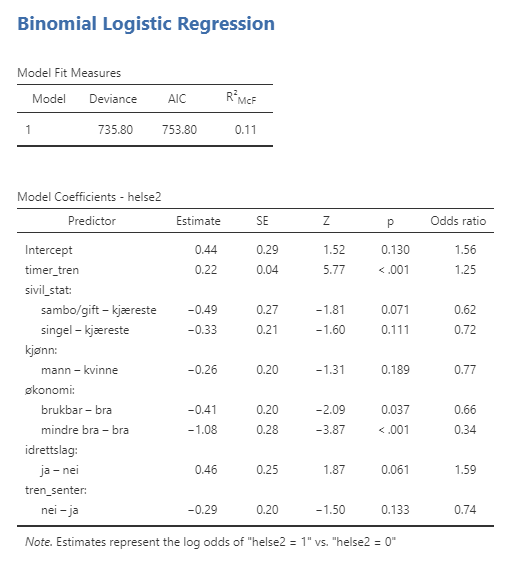 Binomial Logistic Regression
Model Fit Measures
Model Deviance AIC R²McF
1 735.80 753.80 0.11
Model Coefficients - helse2
Predictor Estimate SE Z p Odds ratio
Intercept 0.44 0.29 1.52 0.130 1.56
timer_tren 0.22 0.04 5.77 < .001 1.25
sivil_stat:
sambo/gift – kjæreste −0.49 0.27 −1.81 0.071 0.62
singel – kjæreste −0.33 0.21 −1.60 0.111 0.72
kjønn:
mann – kvinne −0.26 0.20 −1.31 0.189 0.77
økonomi:
brukbar – bra −0.41 0.20 −2.09 0.037 0.66
mindre bra – bra −1.08 0.28 −3.87 < .001 0.34
idrettslag:
ja – nei 0.46 0.25 1.87 0.061 1.59
tren_senter:
nei – ja −0.29 0.20 −1.50 0.133 0.74
Note. Estimates represent the log odds of "helse2 = 1" vs. "helse2 = 0"